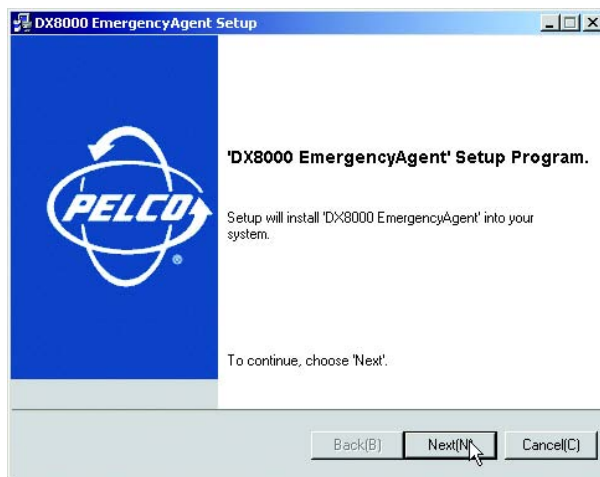 DX8000 EmergencyAgent Setup
PELCO
'DX8000 EmergencyAgent' Setup Program.
Setup will install 'DX8000 EmergencyAgent' into your
system.
To continue, choose 'Next'.
Back(B)
Next(N)
Cancel(C)